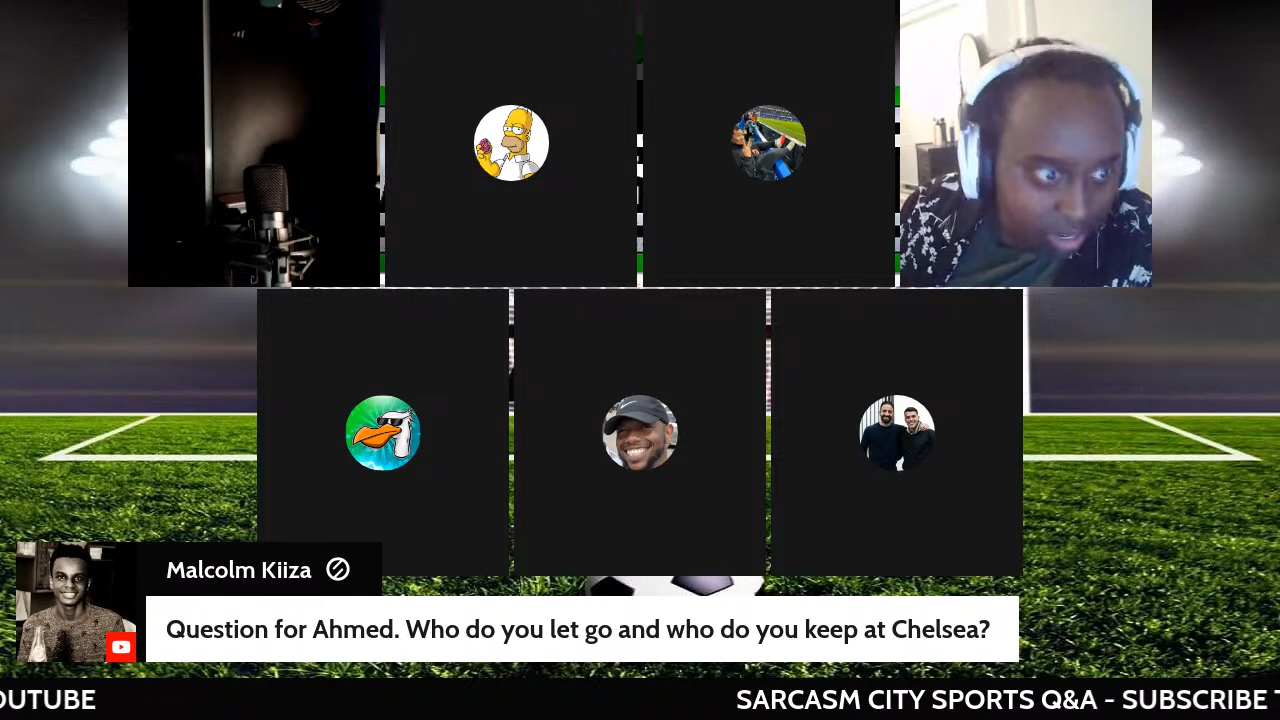 Malcolm Kiiza
Question for Ahmed. Who do you let go and who do you keep at Chelsea?
OUTUBE
SARCASM CITY SPORTS Q&A - SUBSCRIBE